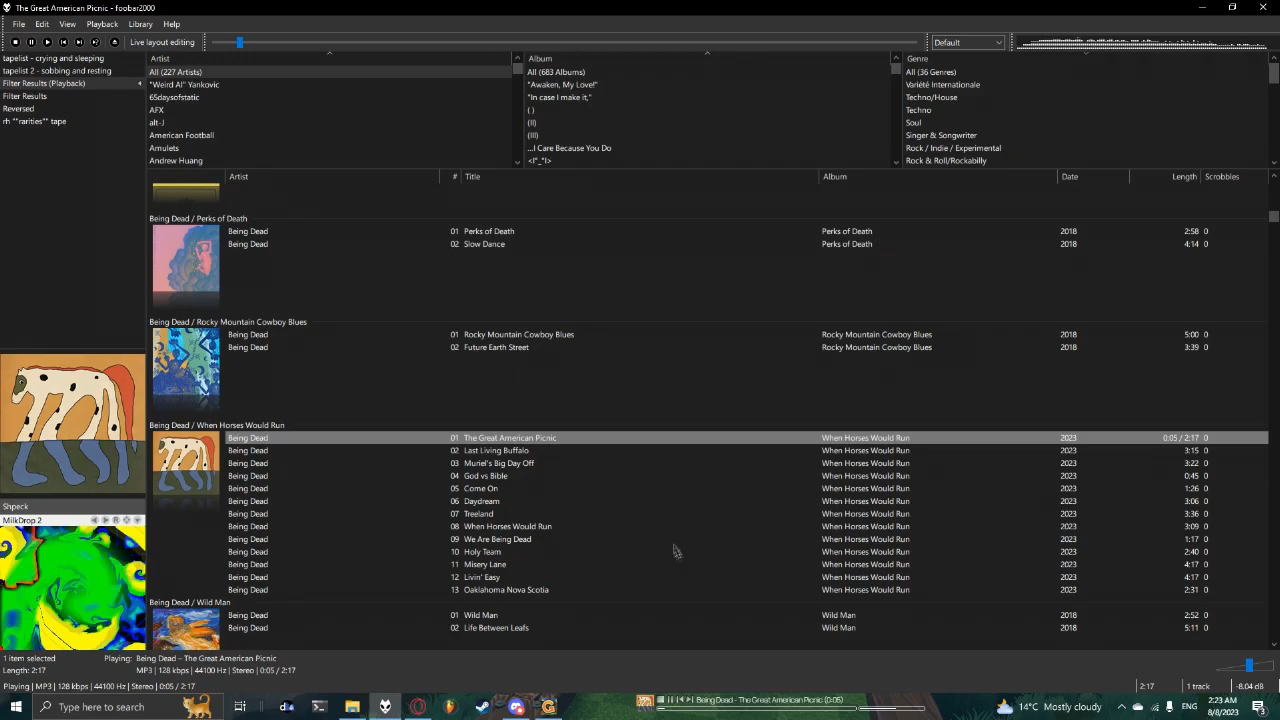 The Great American Picnic - foobar2000
File Edit View Playback Library Help
Live layout editing
Default
tapelist - crying and sleeping
tapelist 2 - sobbing and resting
Filter Results (Playback)
Filter Results
Reversed
rh ""rarities"" tape
Artist
All (227 Artists)
"Weird Al" Yankovic
65daysofstatic
AFX
alt-J
American Football
Amulets
Andrew Huang
Album
All (683 Albums)
"Awaken, My Love!"
"In case I make it,"
( )
(II)
(III)
...I Care Because You Do
<I°_°I>
Genre
All (36 Genres)
Variété Internationale
Techno/House
Techno
Soul
Singer & Songwriter
Rock / Indie / Experimental
Rock & Roll/Rockabilly
Artist # Title Album Date Length Scrobbles
Being Dead / Perks of Death
Being Dead 01 Perks of Death Perks of Death 2018 2:58 0
Being Dead 02 Slow Dance Perks of Death 2018 4:14 0
Being Dead / Rocky Mountain Cowboy Blues
Being Dead 01 Rocky Mountain Cowboy Blues Rocky Mountain Cowboy Blues 2018 5:00 0
Being Dead 02 Future Earth Street Rocky Mountain Cowboy Blues 2018 3:39 0
Being Dead / When Horses Would Run
Being Dead 01 The Great American Picnic When Horses Would Run 2023 0:05 / 2:17 0
Being Dead 02 Last Living Buffalo When Horses Would Run 2023 3:15 0
Being Dead 03 Muriel's Big Day Off When Horses Would Run 2023 3:22 0
Being Dead 04 God vs Bible When Horses Would Run 2023 0:45 0
Being Dead 05 Come On When Horses Would Run 2023 1:26 0
Being Dead 06 Daydream When Horses Would Run 2023 3:06 0
Being Dead 07 Treeland When Horses Would Run 2023 3:36 0
Being Dead 08 When Horses Would Run When Horses Would Run 2023 3:09 0
Being Dead 09 We Are Being Dead When Horses Would Run 2023 1:17 0
Being Dead 10 Holy Team When Horses Would Run 2023 2:40 0
Being Dead 11 Misery Lane When Horses Would Run 2023 4:17 0
Being Dead 12 Livin' Easy When Horses Would Run 2023 4:17 0
Being Dead 13 Oaklahoma Nova Scotia When Horses Would Run 2023 2:31 0
Being Dead / Wild Man
Being Dead 01 Wild Man Wild Man 2018 2:52 0
Being Dead 02 Life Between Leafs Wild Man 2018 5:11 0
Shpeck
MilkDrop 2
R
1 item selected
Length: 2:17
Playing: Being Dead - The Great American Picnic
MP3 | 128 kbps | 44100 Hz | Stereo | 0:05 / 2:17
Playing | MP3 | 128 kbps | 44100 Hz | Stereo | 0:05 / 2:17
2:17 1 track -8.04 dB
Type here to search
Being Dead - The Great American Picnic (0:05)
14°C Mostly cloudy
2:23 AM
8/8/2023